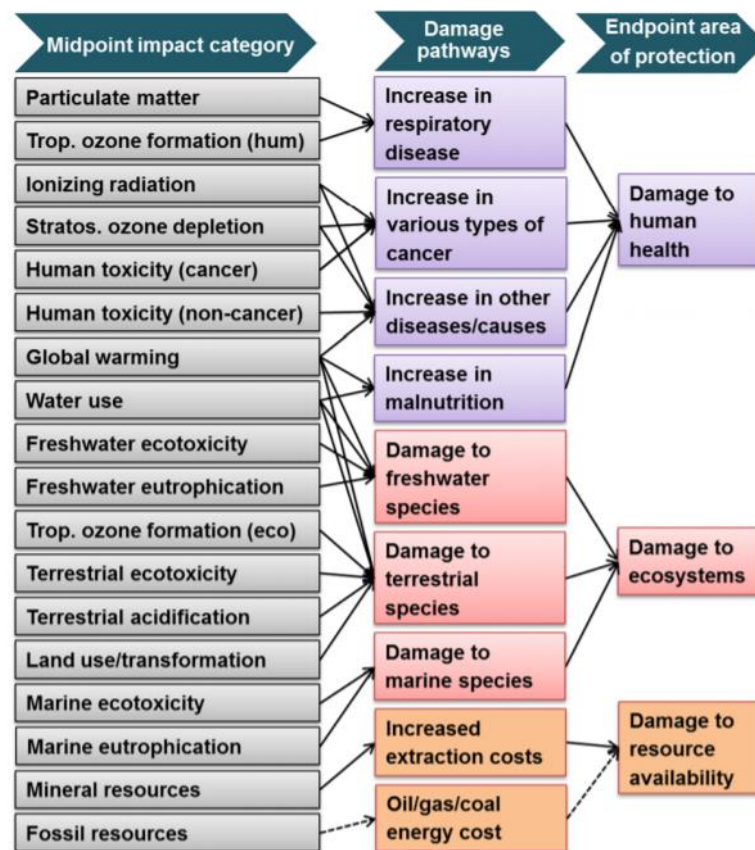 Midpoint impact category
Damage
pathways
Endpoint area
of protection
Particulate matter
Trop. ozone formation (hum)
Ionizing radiation
Stratos. ozone depletion
Human toxicity (cancer)
Human toxicity (non-cancer)
Global warming
Water use
Freshwater ecotoxicity
Freshwater eutrophication
Trop. ozone formation (eco)
Terrestrial ecotoxicity
Terrestrial acidification
Land use/transformation
Marine ecotoxicity
Marine eutrophication
Mineral resources
Fossil resources
Increase in
respiratory
disease
Increase in
various types of
cancer
Increase in other
diseases/causes
Increase in
malnutrition
Damage to
freshwater
species
Damage to
terrestrial
species
Damage to
marine species
Increased
extraction costs
Oil/gas/coal
energy cost
Damage to
human
health
Damage to
ecosystems
Damage to
resource
availability